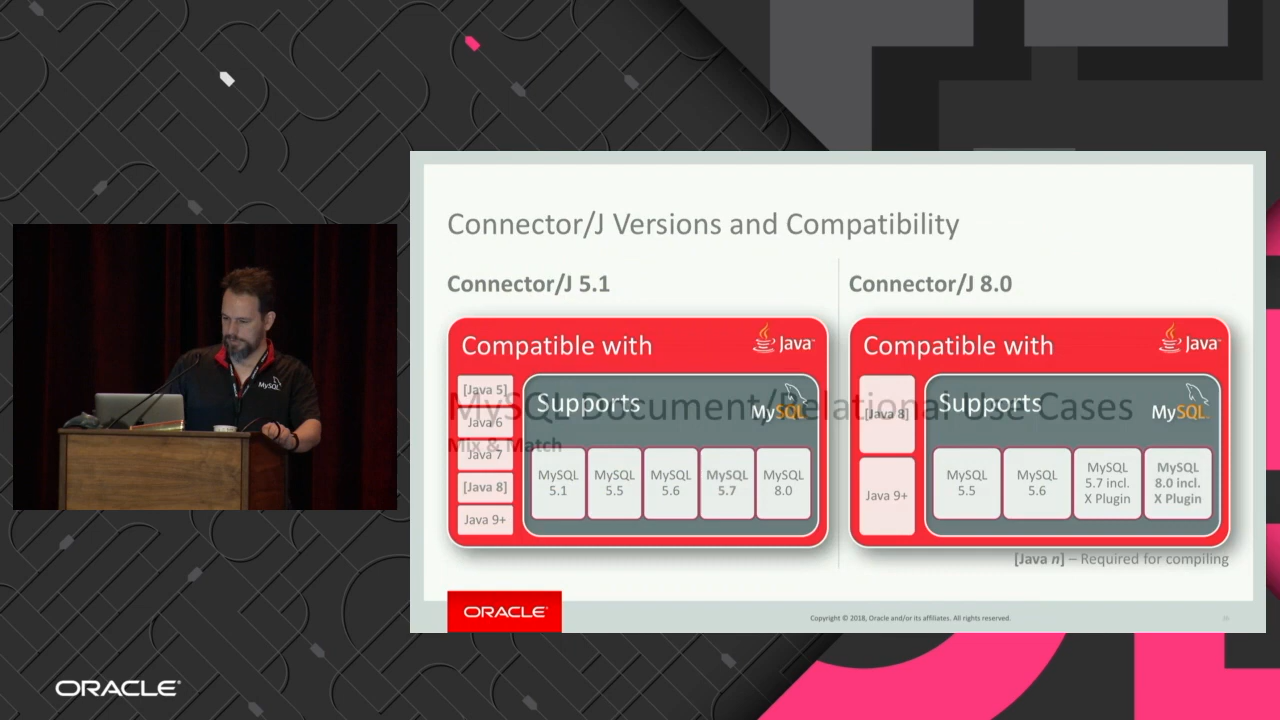 Connector/J Versions and Compatibility
Connector/J 5.1
Connector/J 8.0
Compatible with
Java
[Java 5]
Java 6
Java 7
[Java 8]
Java 9+
Supports
MySQL
MySQL 5.1
MySQL 5.5
MySQL 5.6
MySQL 5.7
MySQL 8.0
Compatible with
Java
[Java 8]
Java 9+
Supports
MySQL
MySQL 5.5
MySQL 5.6
MySQL 5.7 incl. X Plugin
MySQL 8.0 incl. X Plugin
MySQL Document/Relational Use Cases
Mix & Match
[Java n] – Required for compiling
ORACLE
Copyright © 2018, Oracle and/or its affiliates. All rights reserved.
MySQL
ORACLE